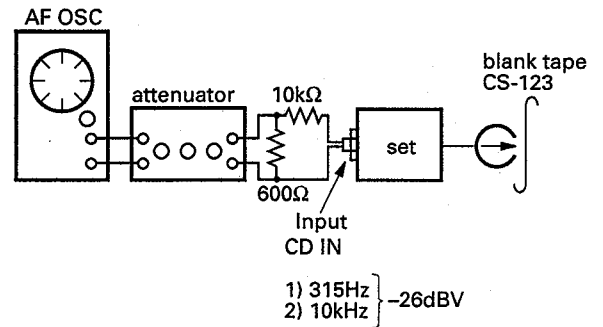 AF OSC
attenuator
10kΩ
600Ω
set
blank tape
CS-123
Input
CD IN
1) 315Hz
2) 10kHz
–26dBV